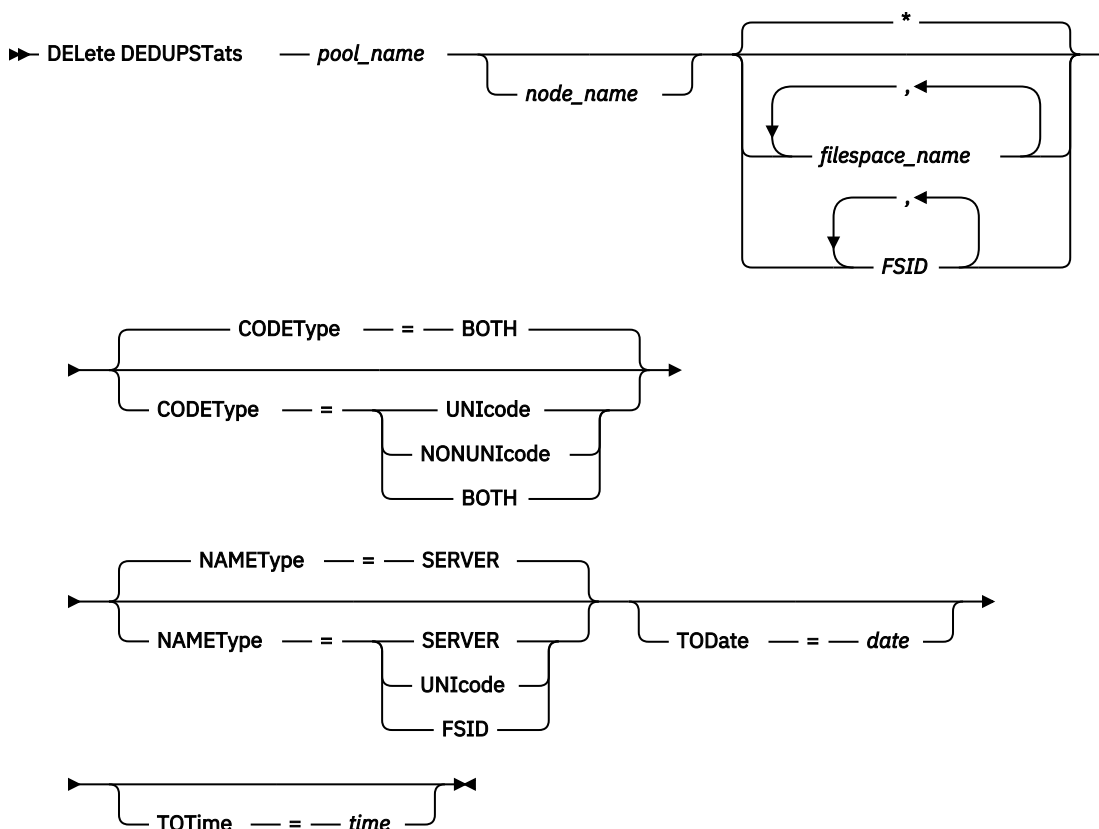 *
DELete DEDUPSTats pool_name
node_name
,
filespace_name
,
FSID
CODEType = BOTH
CODEType = UNIcode
NONUNIcode
BOTH
NAMEType = SERVER
NAMEType = SERVER
UNIcode
FSID
TODate = date
TOTime = time